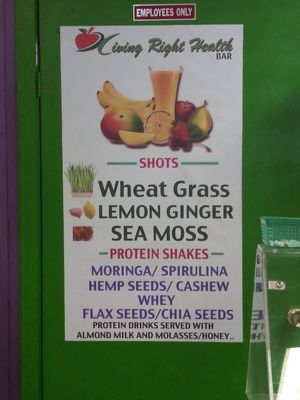 EMPLOYEES ONLY
Living Right Health
BAR
SHOTS
Wheat Grass
LEMON GINGER
SEA MOSS
PROTEIN SHAKES
MORINGA/ SPIRULINA
HEMP SEEDS/ CASHEW
WHEY
FLAX SEEDS/CHIA SEEDS
PROTEIN DRINKS SERVED WITH
ALMOND MILK AND MOLASSES/HONEY..